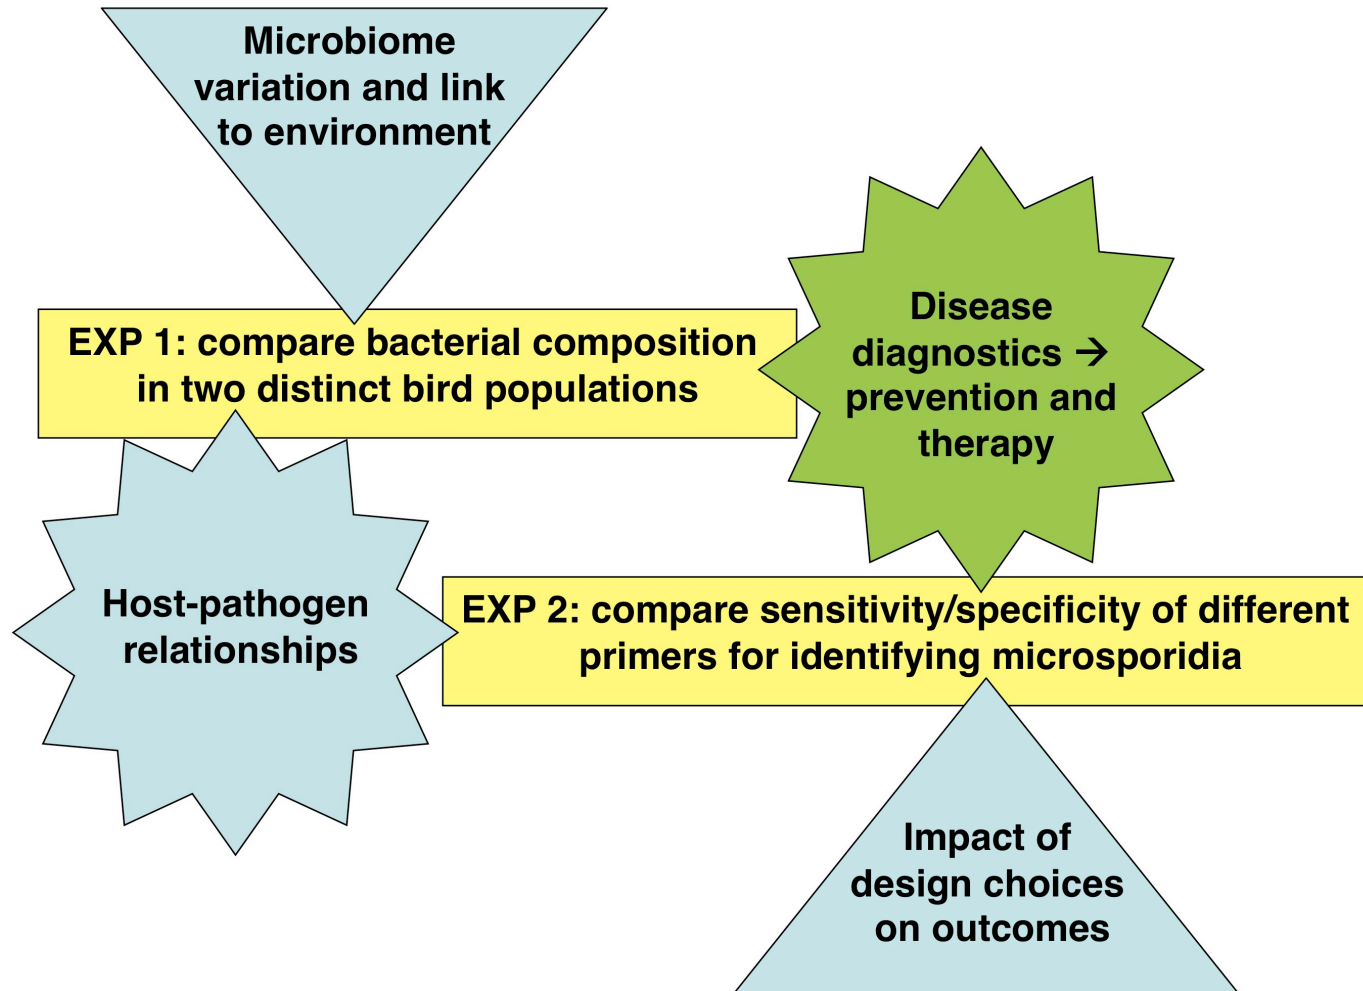 Microbiome
variation and link
to environment
EXP 1: compare bacterial composition
in two distinct bird populations
Disease
diagnostics →
prevention and
therapy
Host-pathogen
relationships
EXP 2: compare sensitivity/specificity of different
primers for identifying microsporidia
Impact of
design choices
on outcomes